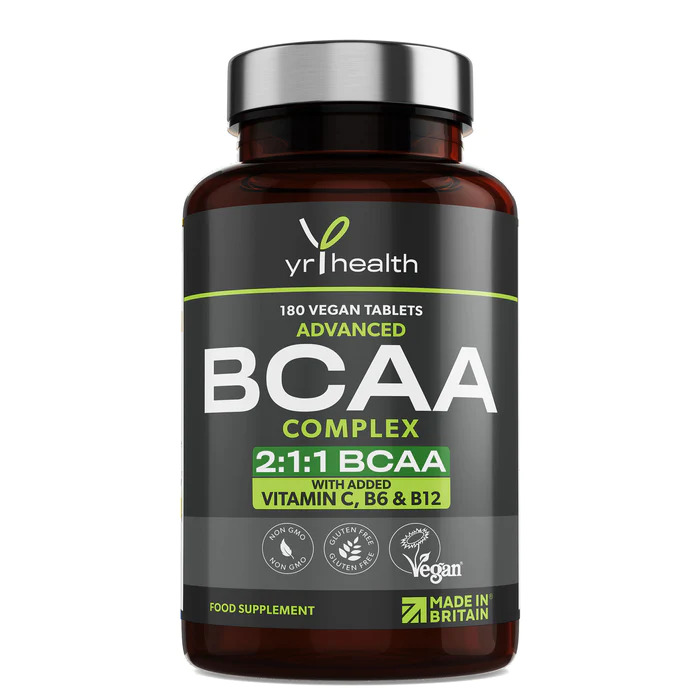 yr health
180 VEGAN TABLETS
ADVANCED
BCAA
COMPLEX
2:1:1 BCAA
WITH ADDED
VITAMIN C, B6 & B12
NON GMO
NON GMO
GLUTEN FREE
GLUTEN FREE
Vegan
FOOD SUPPLEMENT
MADE IN
BRITAIN